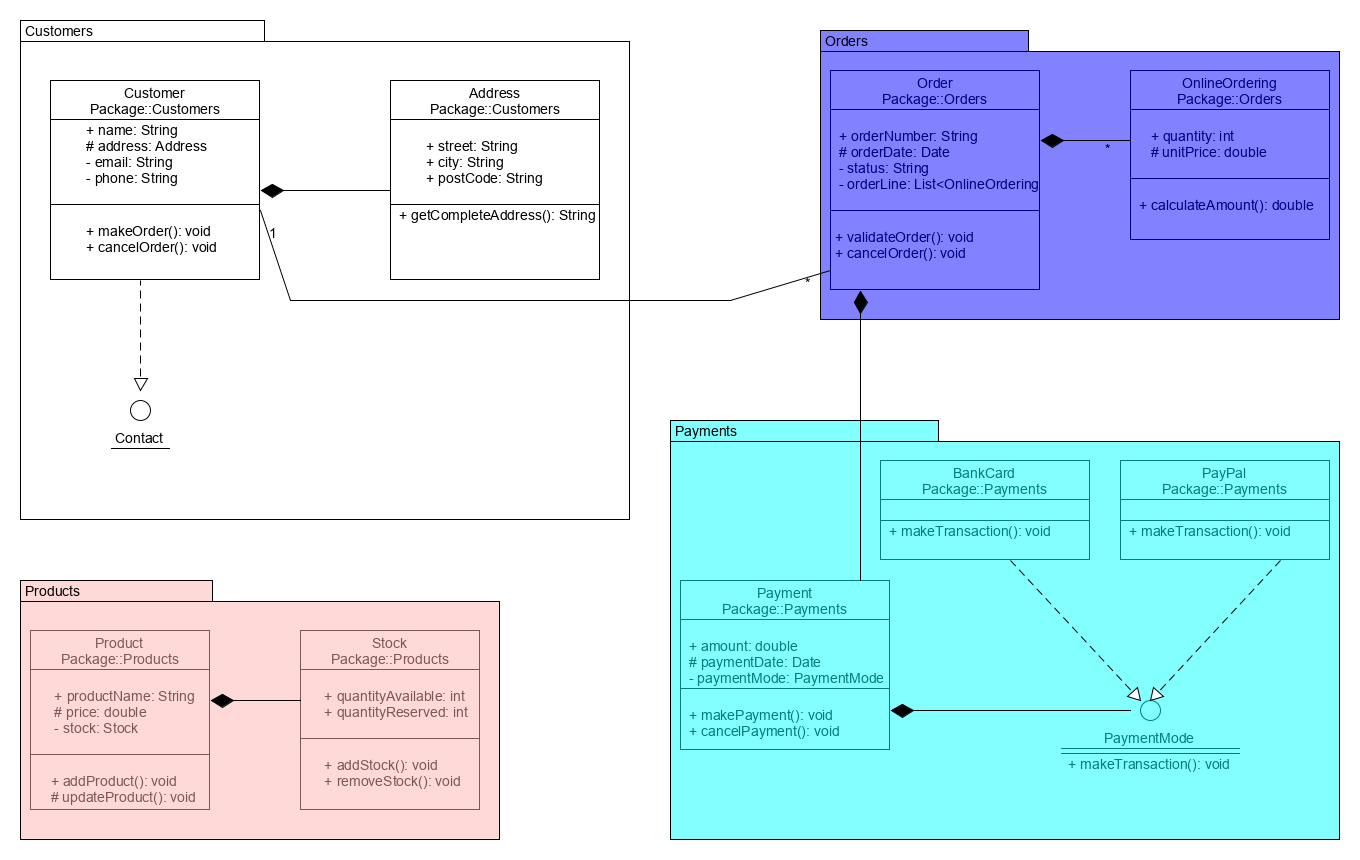 Customers
Customer
Package::Customers
+ name: String
# address: Address
- email: String
- phone: String
+ makeOrder(): void
+ cancelOrder(): void
Address
Package::Customers
+ street: String
+ city: String
+ postCode: String
+ getCompleteAddress(): String
1
*
Contact
Orders
Order
Package::Orders
+ orderNumber: String
# orderDate: Date
- status: String
- orderLine: List<OnlineOrdering
+ validateOrder(): void
+ cancelOrder(): void
*
OnlineOrdering
Package::Orders
+ quantity: int
# unitPrice: double
+ calculateAmount(): double
Payments
BankCard
Package::Payments
+ makeTransaction(): void
PayPal
Package::Payments
+ makeTransaction(): void
Payment
Package::Payments
+ amount: double
# paymentDate: Date
- paymentMode: PaymentMode
+ makePayment(): void
+ cancelPayment(): void
PaymentMode
+ makeTransaction(): void
Products
Product
Package::Products
+ productName: String
# price: double
- stock: Stock
+ addProduct(): void
# updateProduct(): void
Stock
Package::Products
+ quantityAvailable: int
+ quantityReserved: int
+ addStock(): void
+ removeStock(): void